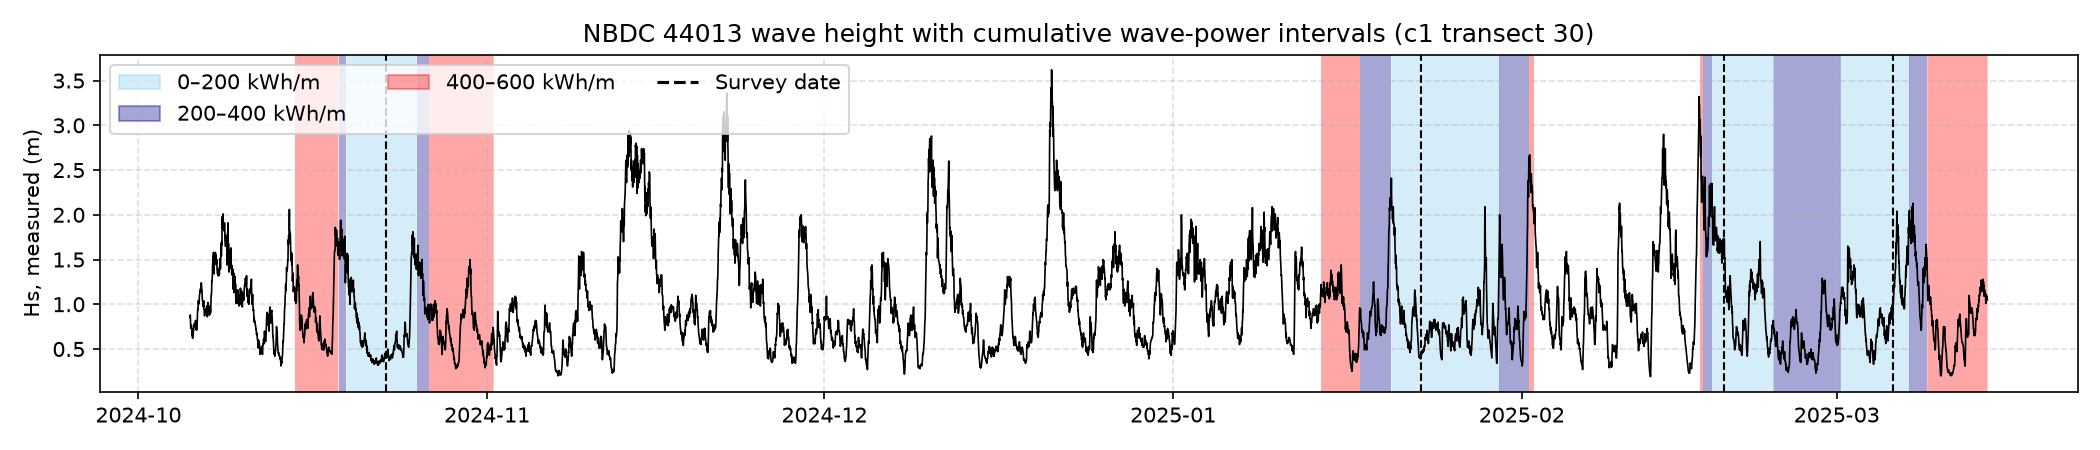 NBDC 44013 wave height with cumulative wave-power intervals (c1 transect 30)
0–200 kWh/m
200–400 kWh/m
400–600 kWh/m
Survey date
Hs, measured (m)
3.5
3.0
2.5
2.0
1.5
1.0
0.5
2024-10
2024-11
2024-12
2025-01
2025-02
2025-03